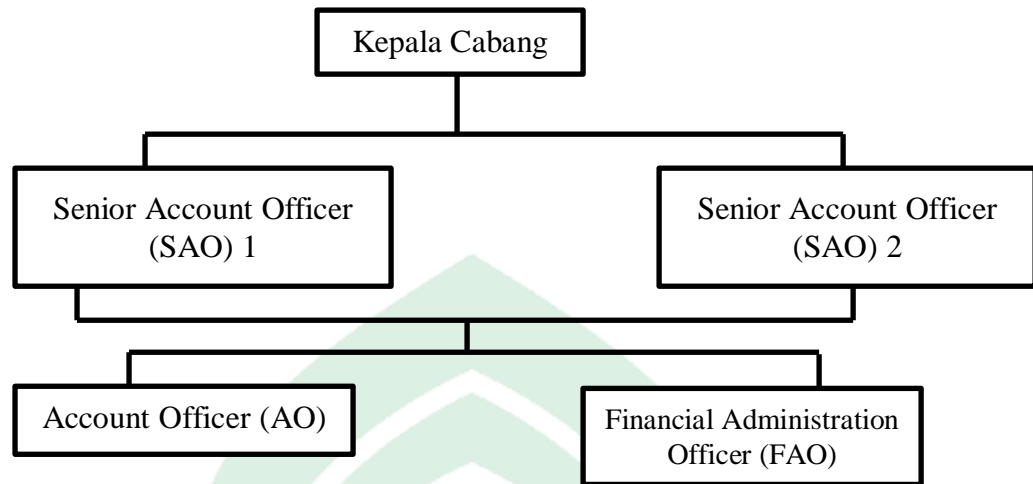 Kepala Cabang
Senior Account Officer
(SAO) 1
Senior Account Officer
(SAO) 2
Account Officer (AO)
Financial Administration
Officer (FAO)